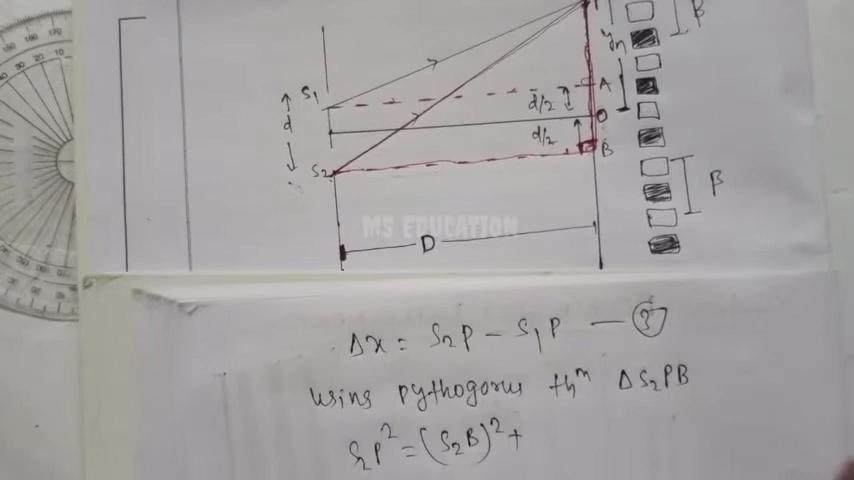 P
β
yn
S1
A
d
d/2
O
d/2
B
S2
β
MS EDUCATION
D
Δx = S2P - S1P — 3
using pythogorus thm ΔS2PB
S2P² = (S2B)² +